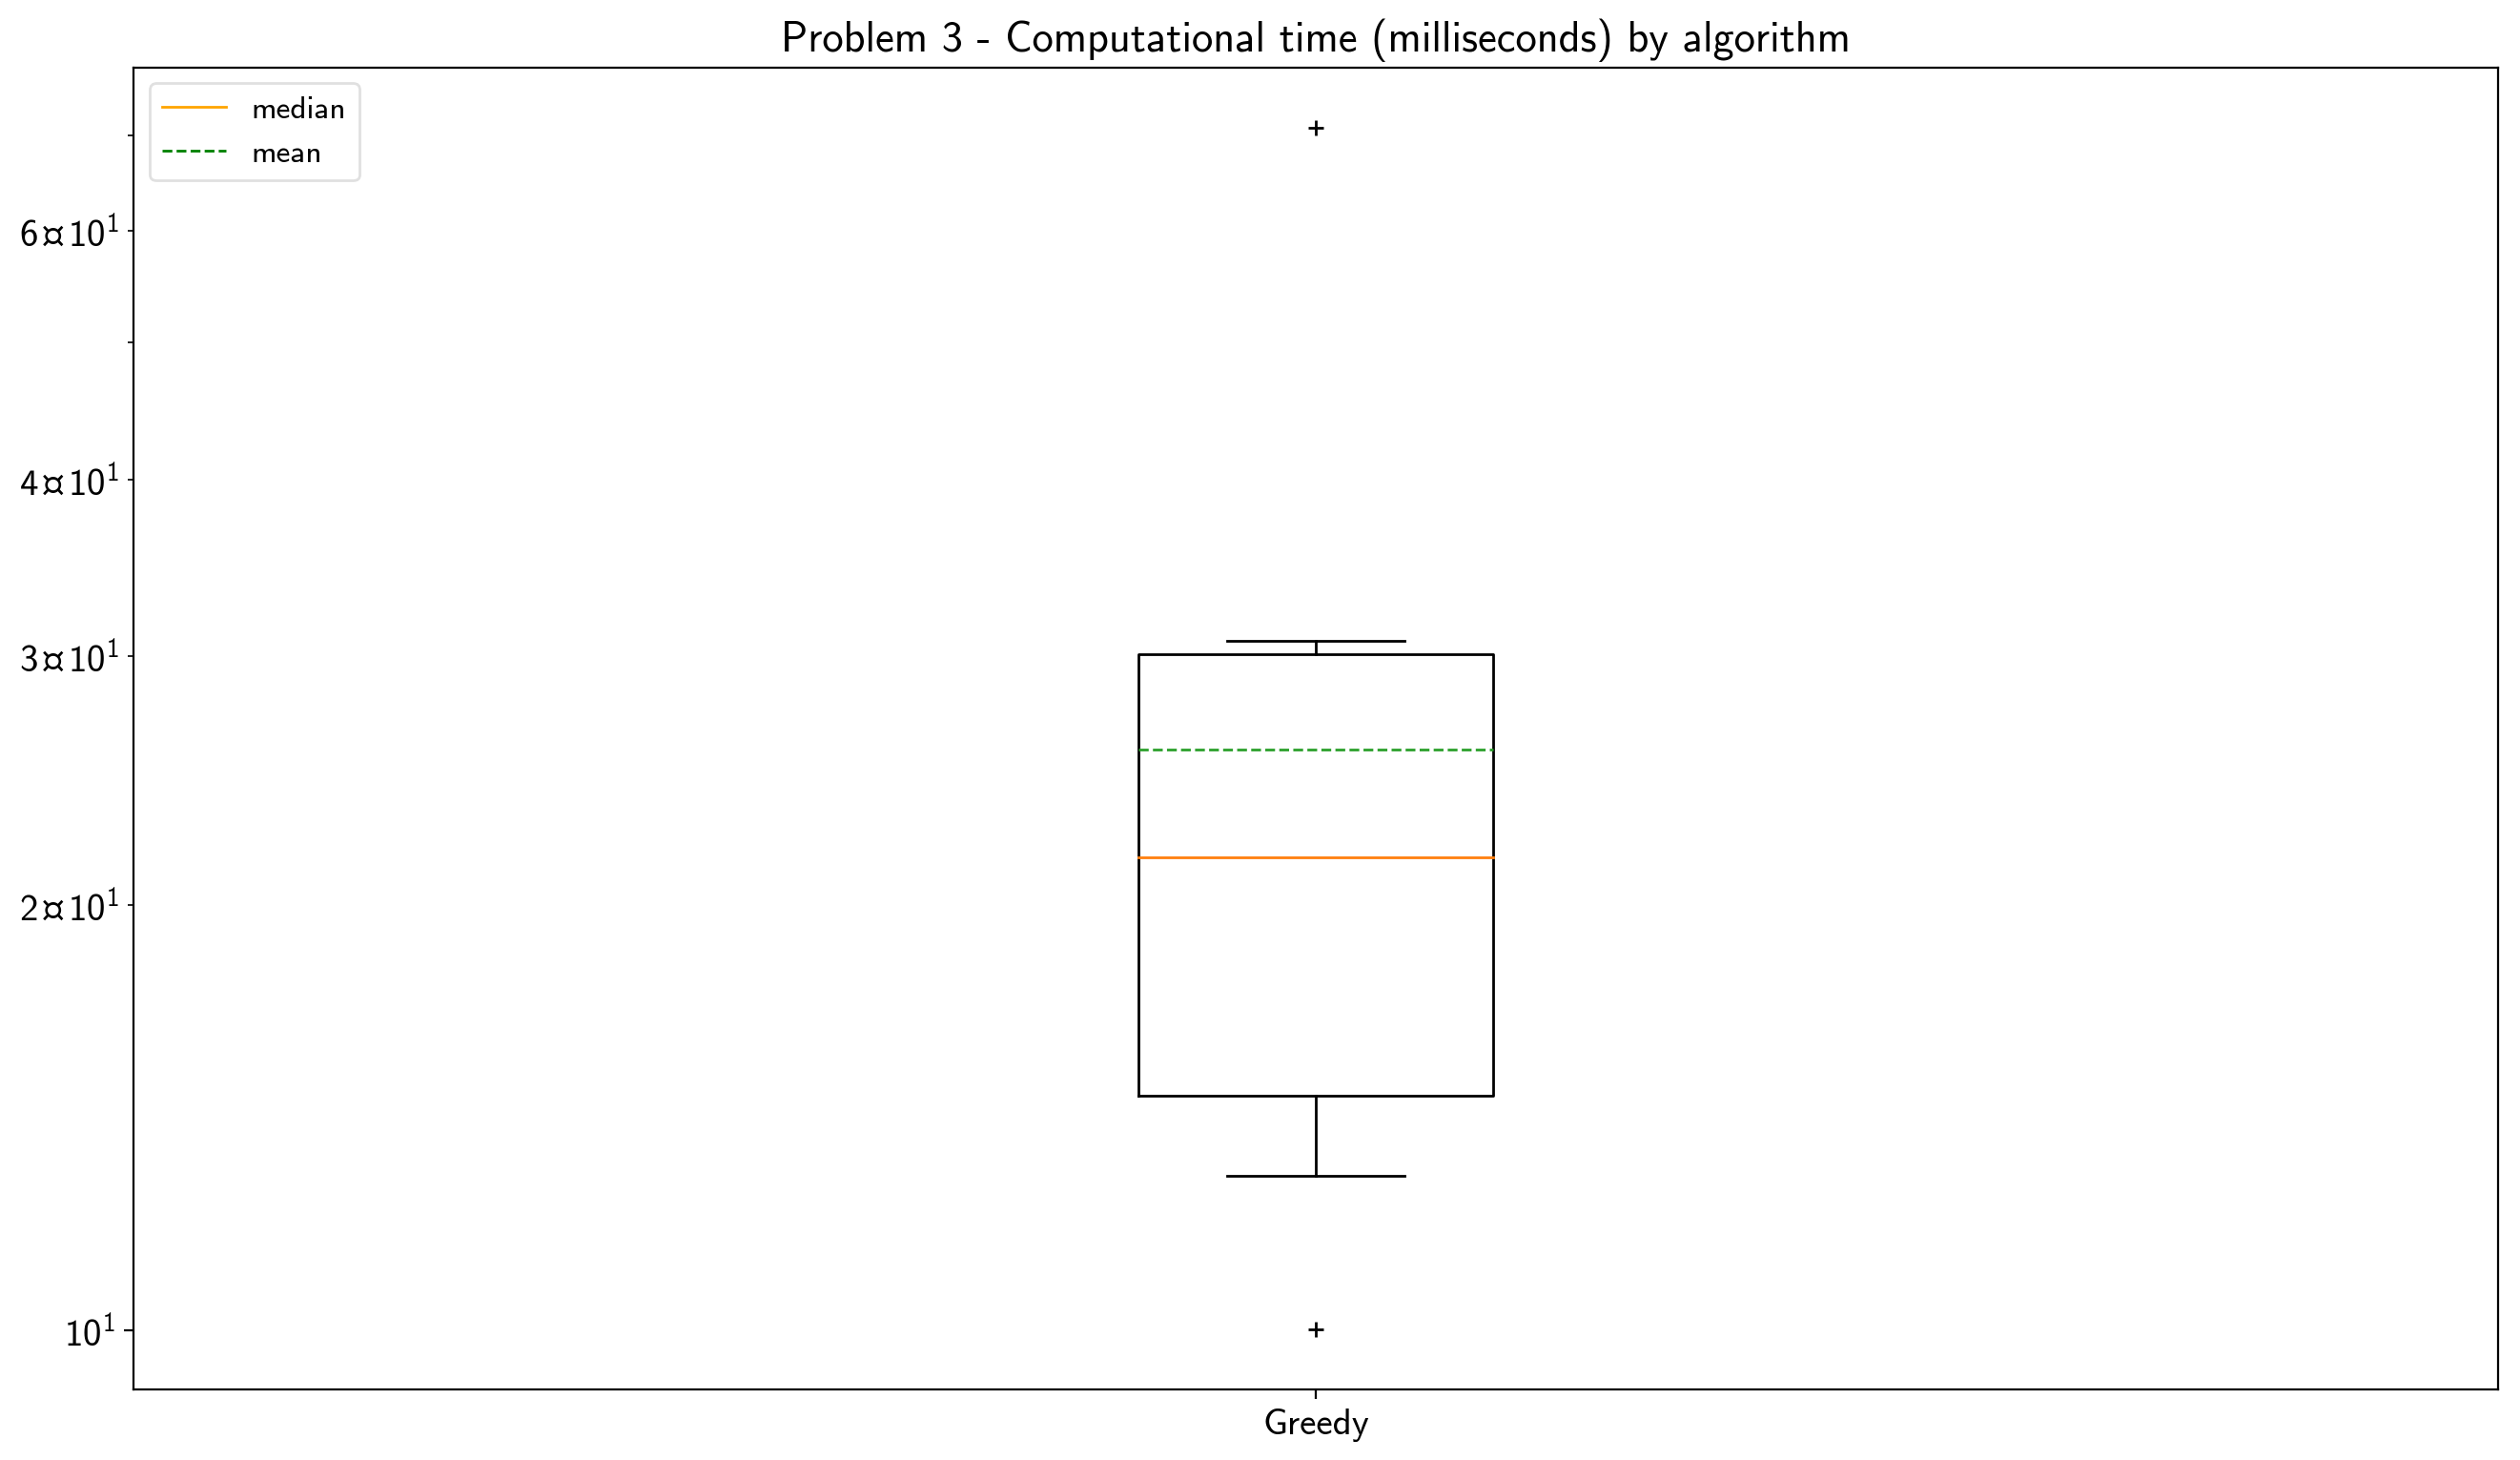 Problem 3 - Computational time (milliseconds) by algorithm
median
mean
6¤10¹
4¤10¹
3¤10¹
2¤10¹
10¹
Greedy